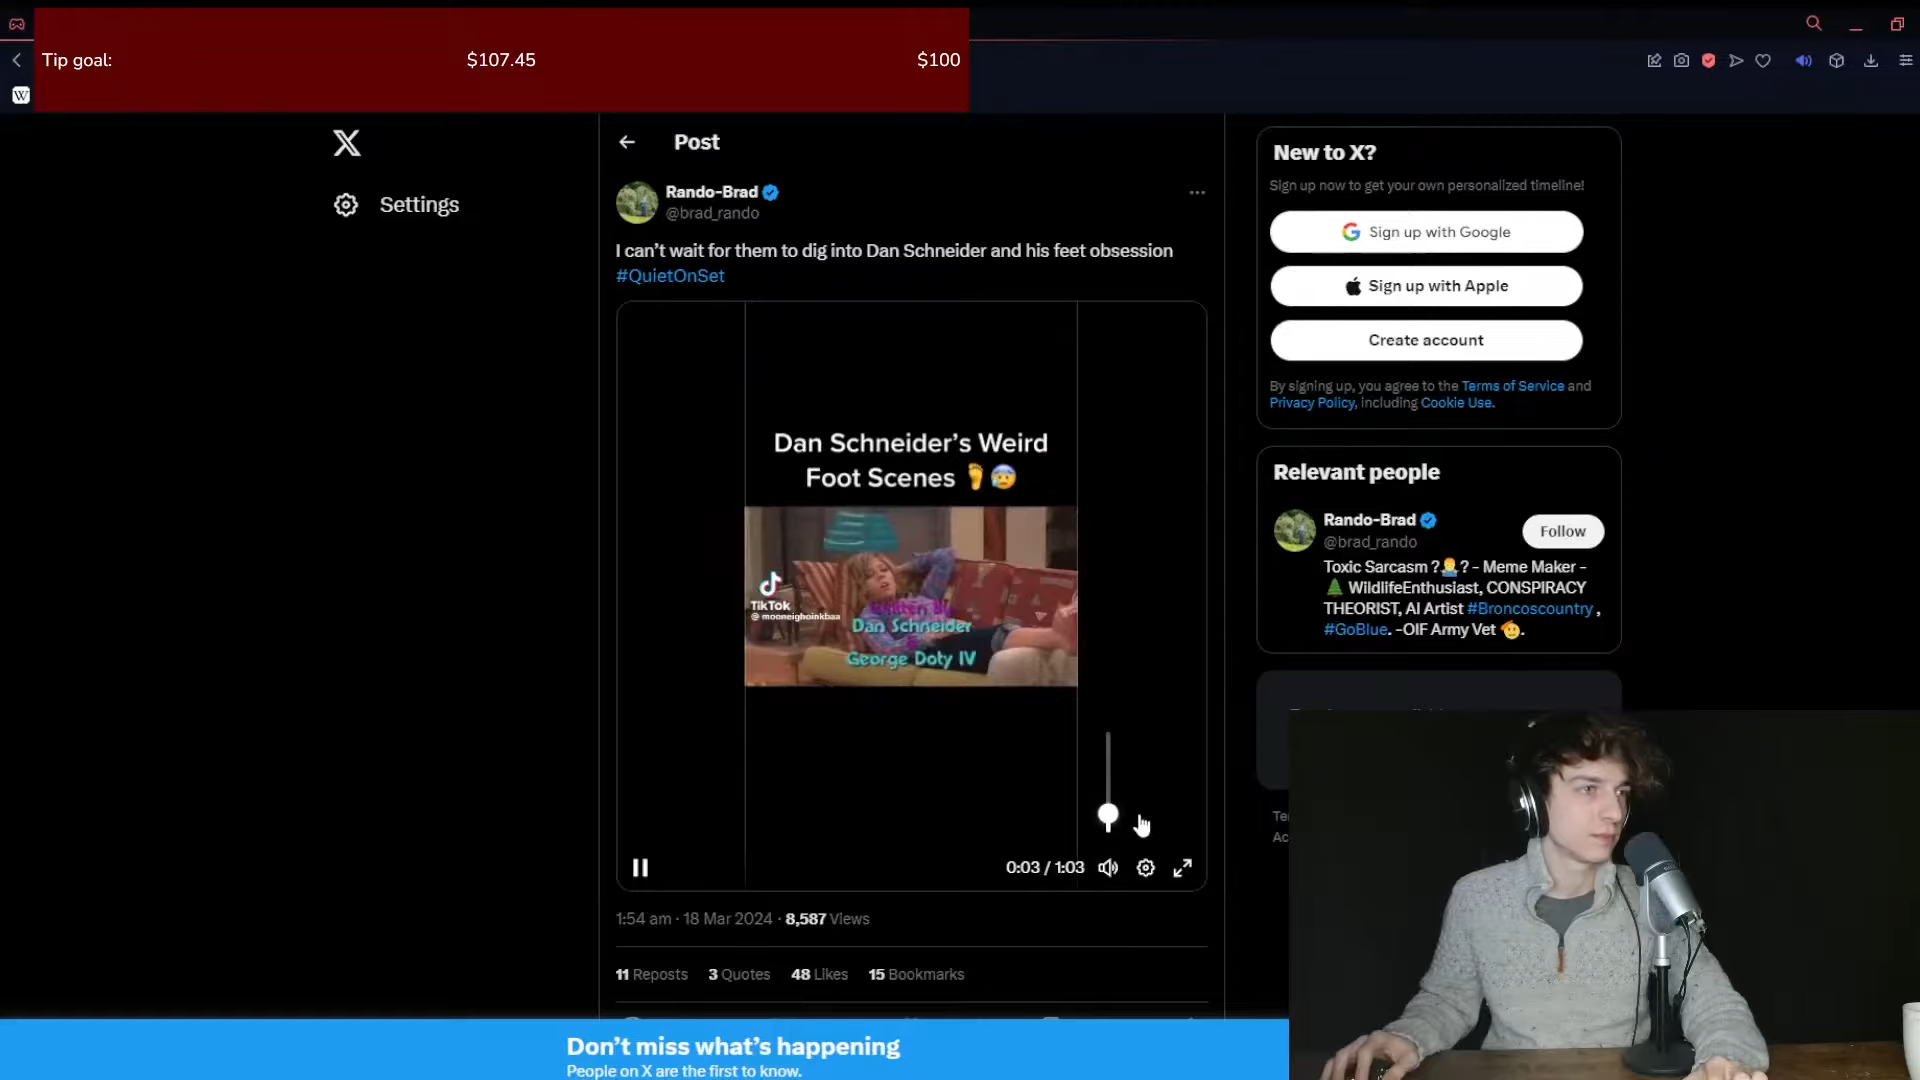 Tip goal: $107.45 $100
W
Post
Settings
Rando-Brad
@brad_rando
I can’t wait for them to dig into Dan Schneider and his feet obsession
#QuietOnSet
Dan Schneider’s Weird
Foot Scenes 🦶😰
TikTok
@mooneighoinkbaa
Written By
Dan Schneider
George Doty IV
0:03 / 1:03
1:54 am · 18 Mar 2024 · 8,587 Views
11 Reposts 3 Quotes 48 Likes 15 Bookmarks
New to X?
Sign up now to get your own personalized timeline!
Sign up with Google
Sign up with Apple
Create account
By signing up, you agree to the Terms of Service and
Privacy Policy, including Cookie Use.
Relevant people
Rando-Brad
@brad_rando
Follow
Toxic Sarcasm ?🤷‍♂️? - Meme Maker -
🌲 WildlifeEnthusiast, CONSPIRACY
THEORIST, AI Artist #Broncoscountry ,
#GoBlue. -OIF Army Vet 🫡.
Don’t miss what’s happening
People on X are the first to know.